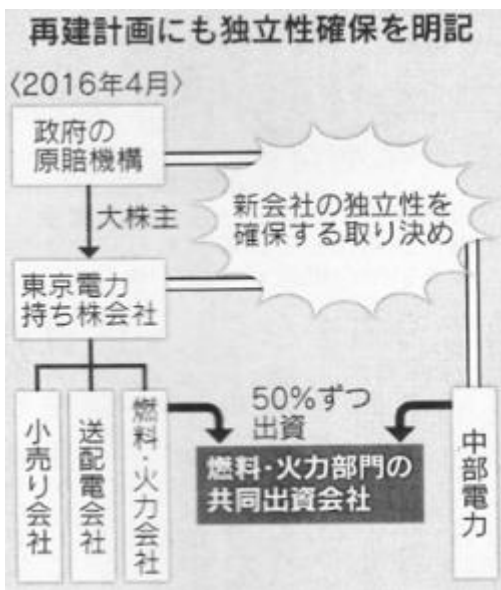 再建計画にも独立性確保を明記
〈2016年4月〉
政府の
原賠機構
大株主
新会社の独立性を
確保する取り決め
東京電力
持ち株会社
50%ずつ
出資
小売り会社
送配電会社
燃料・火力会社
燃料・火力部門の
共同出資会社
中部電力